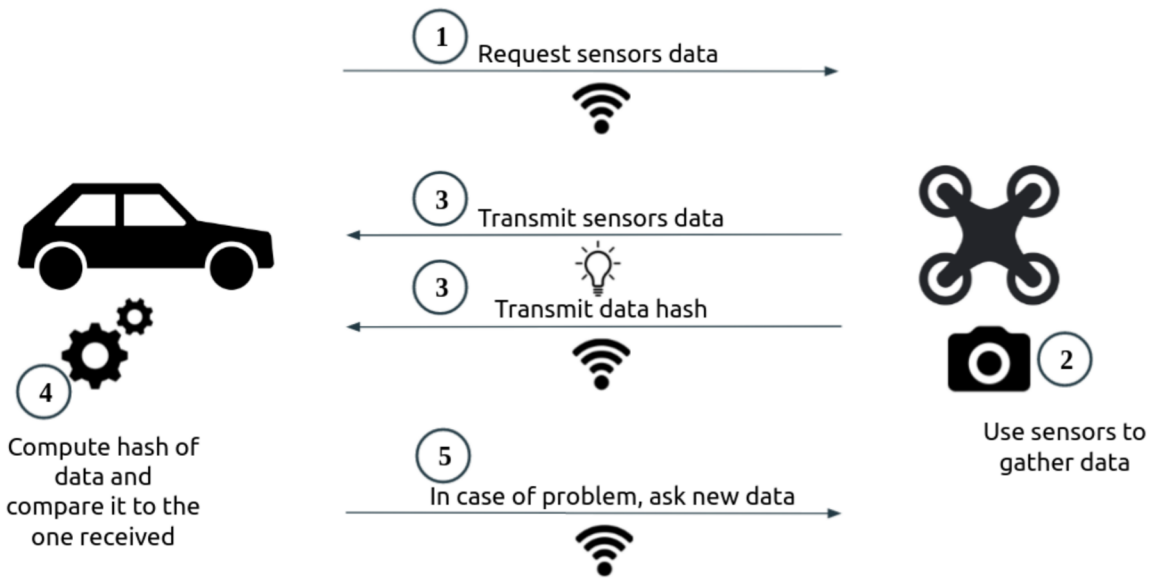 1
Request sensors data
3
Transmit sensors data
3
Transmit data hash
2
Use sensors to
gather data
4
Compute hash of
data and
compare it to the
one received
5
In case of problem, ask new data